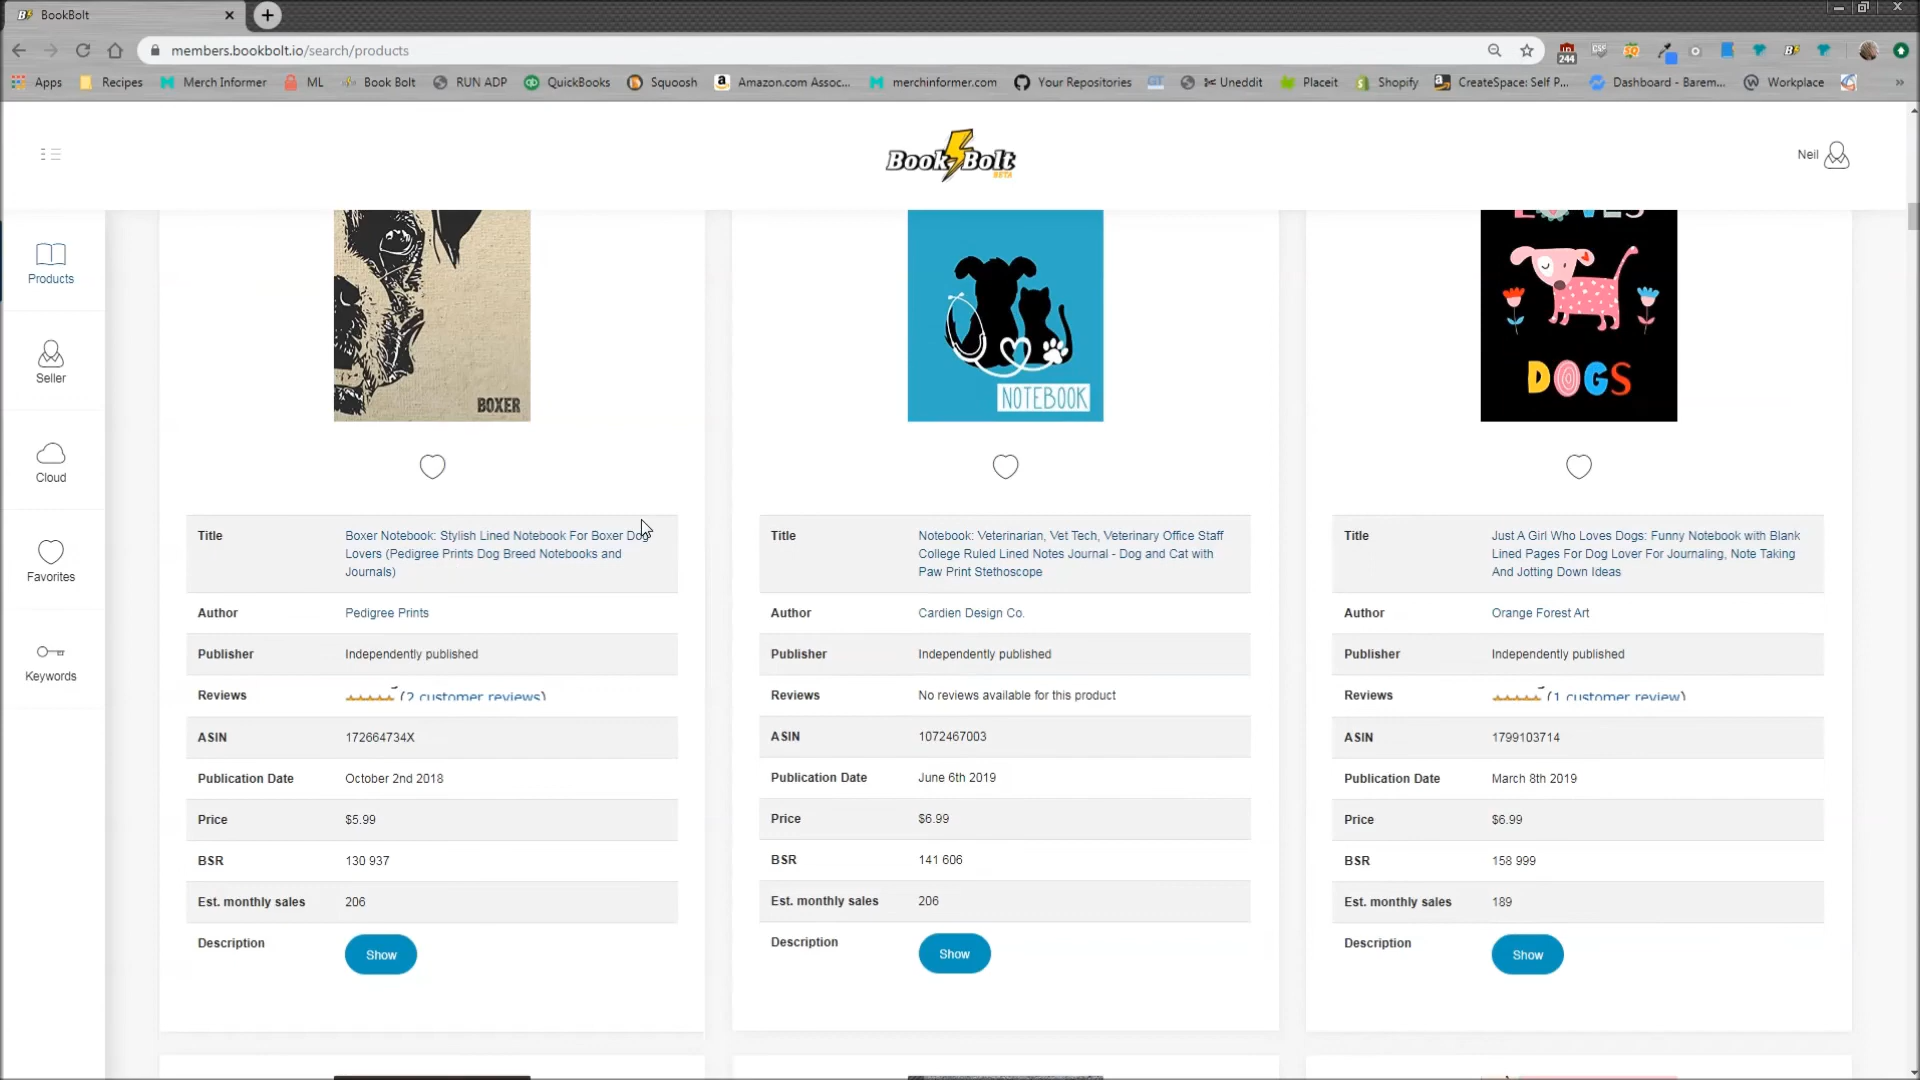 BookBolt
members.bookbolt.io/search/products
244
Apps Recipes Merch Informer ML Book Bolt RUN ADP QuickBooks Squoosh Amazon.com Assoc... merchinformer.com Your Repositories GT Uneddit Placeit Shopify CreateSpace: Self P... Dashboard - Barem... Workplace »
Book Bolt
BETA
Neil
Products
Seller
Cloud
Favorites
Keywords
BOXER
Title Boxer Notebook: Stylish Lined Notebook For Boxer Dog
Lovers (Pedigree Prints Dog Breed Notebooks and
Journals)
Author Pedigree Prints
Publisher Independently published
Reviews (2 customer reviews)
ASIN 172664734X
Publication Date October 2nd 2018
Price $5.99
BSR 130 937
Est. monthly sales 206
Description Show
NOTEBOOK
Title Notebook: Veterinarian, Vet Tech, Veterinary Office Staff
College Ruled Lined Notes Journal - Dog and Cat with
Paw Print Stethoscope
Author Cardien Design Co.
Publisher Independently published
Reviews No reviews available for this product
ASIN 1072467003
Publication Date June 6th 2019
Price $6.99
BSR 141 606
Est. monthly sales 206
Description Show
LOVES
DOGS
Title Just A Girl Who Loves Dogs: Funny Notebook with Blank
Lined Pages For Dog Lover For Journaling, Note Taking
And Jotting Down Ideas
Author Orange Forest Art
Publisher Independently published
Reviews (1 customer review)
ASIN 1799103714
Publication Date March 8th 2019
Price $6.99
BSR 158 999
Est. monthly sales 189
Description Show